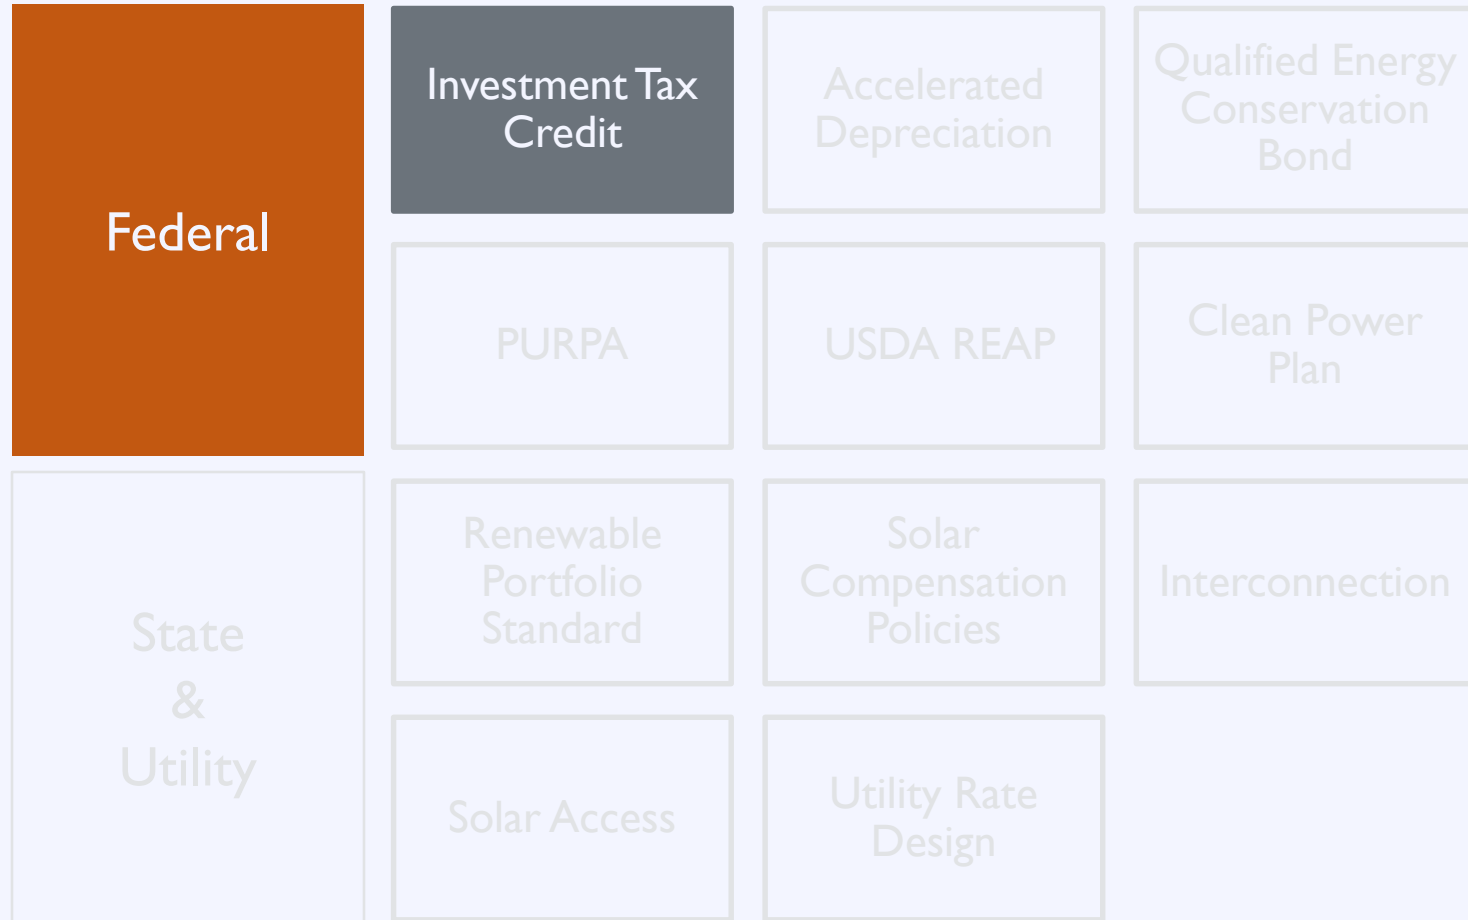 Federal
Investment Tax
Credit
Accelerated
Depreciation
Qualified Energy
Conservation
Bond
PURPA
USDA REAP
Clean Power
Plan
State
&
Utility
Renewable
Portfolio
Standard
Solar
Compensation
Policies
Interconnection
Solar Access
Utility Rate
Design